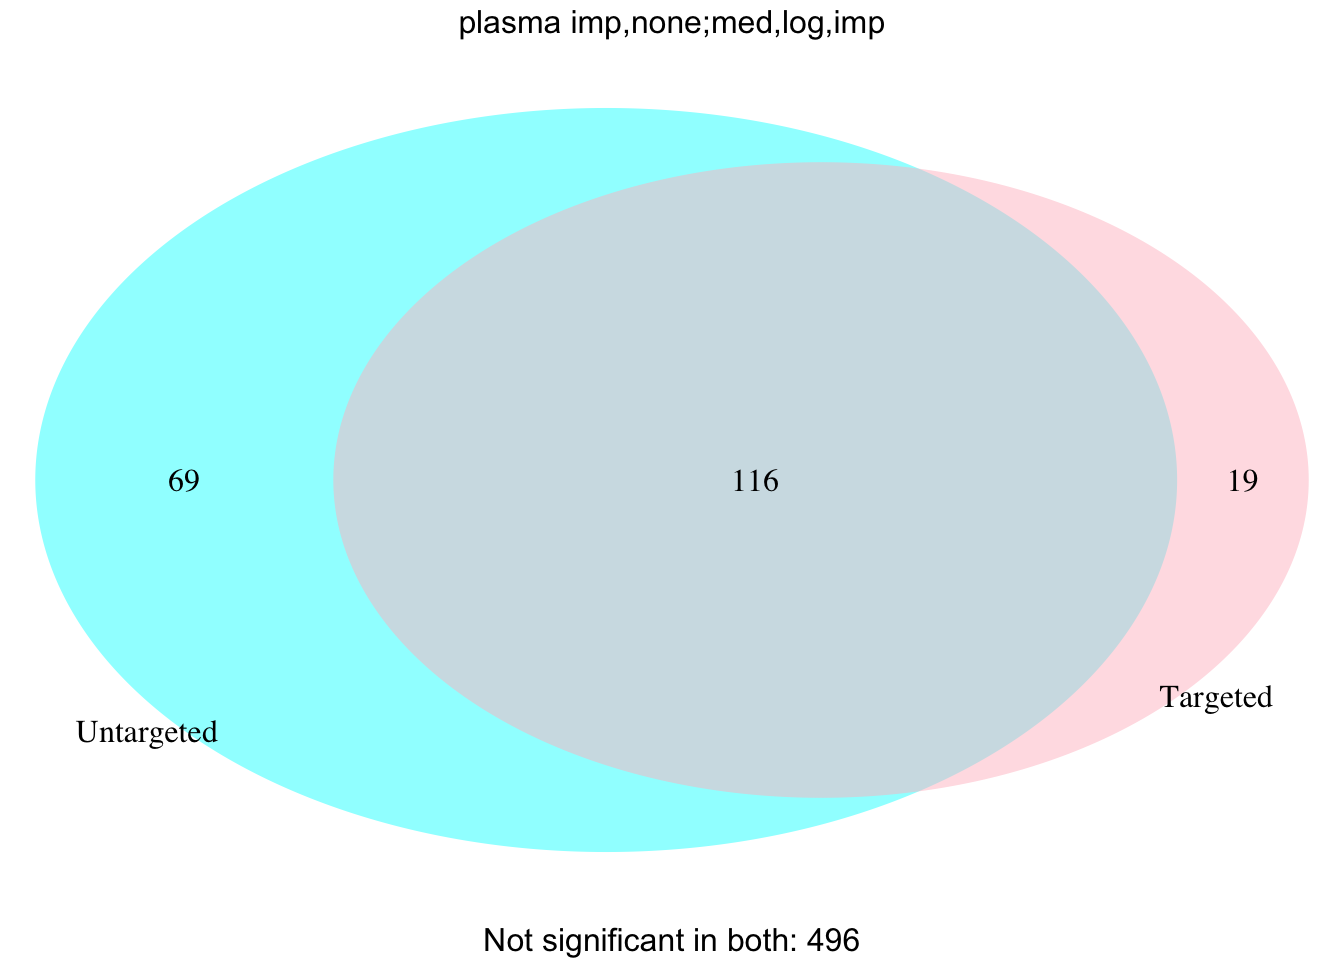 plasma imp,none;med,log,imp
69
116
19
Targeted
Untargeted
Not significant in both: 496